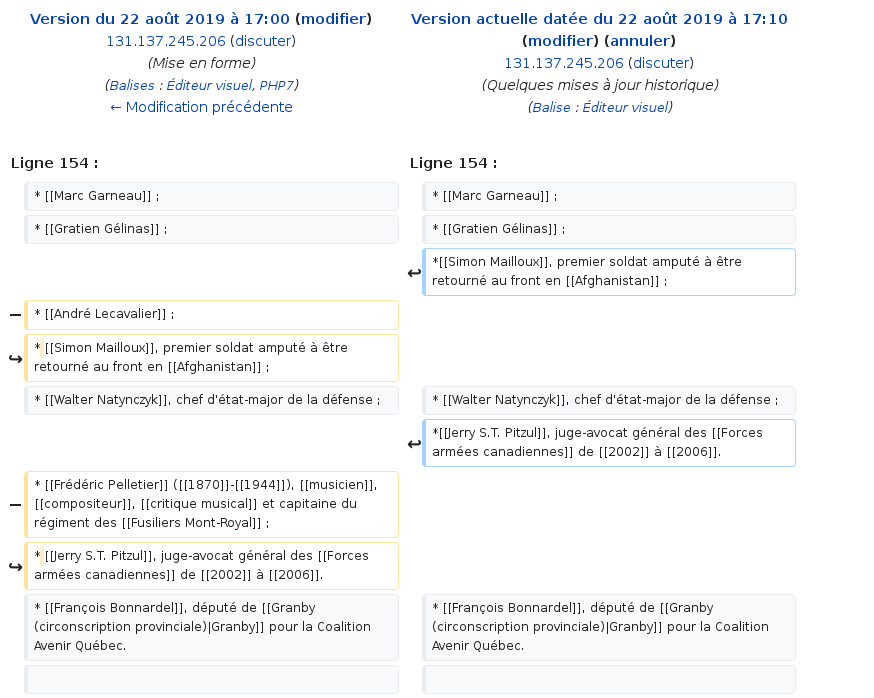 Version du 22 août 2019 à 17:00 (modifier)
131.137.245.206 (discuter)
(Mise en forme)
(Balises : Éditeur visuel, PHP7)
← Modification précédente
Version actuelle datée du 22 août 2019 à 17:10
(modifier) (annuler)
131.137.245.206 (discuter)
(Quelques mises à jour historique)
(Balise : Éditeur visuel)
Ligne 154 :
Ligne 154 :
* [[Marc Garneau]] ;
* [[Marc Garneau]] ;
* [[Gratien Gélinas]] ;
* [[Gratien Gélinas]] ;
↩
*[[Simon Mailloux]], premier soldat amputé à être
retourné au front en [[Afghanistan]] ;
−
* [[André Lecavalier]] ;
↪
* [[Simon Mailloux]], premier soldat amputé à être
retourné au front en [[Afghanistan]] ;
* [[Walter Natynczyk]], chef d'état-major de la défense ;
* [[Walter Natynczyk]], chef d'état-major de la défense ;
↩
*[[Jerry S.T. Pitzul]], juge-avocat général des [[Forces
armées canadiennes]] de [[2002]] à [[2006]].
−
* [[Frédéric Pelletier]] ([[1870]]-[[1944]]), [[musicien]],
[[compositeur]], [[critique musical]] et capitaine du
régiment des [[Fusiliers Mont-Royal]] ;
↪
* [[Jerry S.T. Pitzul]], juge-avocat général des [[Forces
armées canadiennes]] de [[2002]] à [[2006]].
* [[François Bonnardel]], député de [[Granby
(circonscription provinciale)|Granby]] pour la Coalition
Avenir Québec.
* [[François Bonnardel]], député de [[Granby
(circonscription provinciale)|Granby]] pour la Coalition
Avenir Québec.